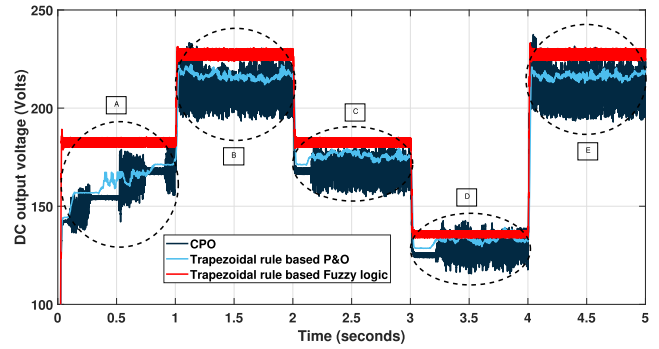 DC output voltage (Volts)
250
200
150
100
A
B
C
D
E
CPO
Trapezoidal rule based P&O
Trapezoidal rule based Fuzzy logic
0 0.5 1 1.5 2 2.5 3 3.5 4 4.5 5
Time (seconds)